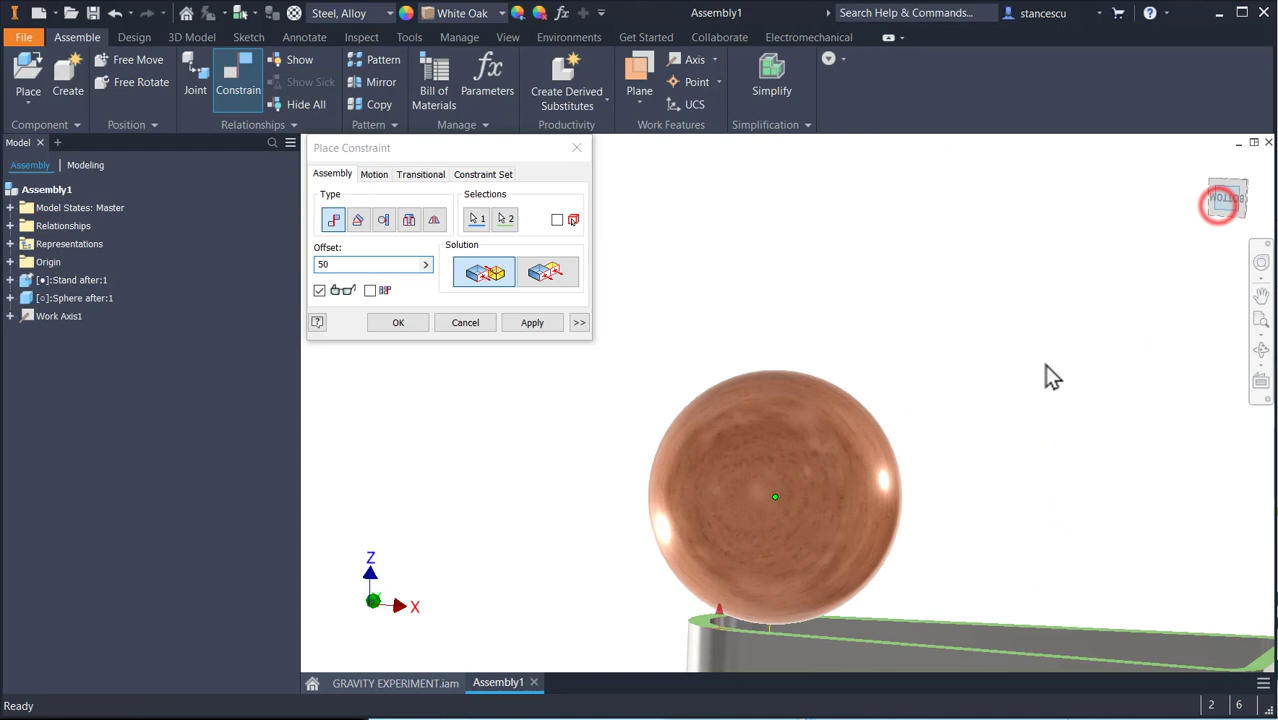 Steel, Alloy
White Oak
Assembly1
Search Help & Commands...
stancescu
File
Assemble
Design
3D Model
Sketch
Annotate
Inspect
Tools
Manage
View
Environments
Get Started
Collaborate
Electromechanical
Place
Create
Free Move
Free Rotate
Joint
Constrain
Show
Show Sick
Hide All
Pattern
Mirror
Copy
Bill of
Materials
fx
Parameters
Create Derived
Substitutes
Plane
Axis
Point
UCS
Simplify
Component
Position
Relationships
Pattern
Manage
Productivity
Work Features
Simplification
Model
Assembly
Modeling
Assembly1
Model States: Master
Relationships
Representations
Origin
[●]Stand after:1
[○]Sphere after:1
Work Axis1
Place Constraint
Assembly
Motion
Transitional
Constraint Set
Type
Selections
1
2
Offset:
50
Solution
OK
Cancel
Apply
>>
BOTTOM
Z
X
GRAVITY EXPERIMENT.iam
Assembly1
Ready
2
6